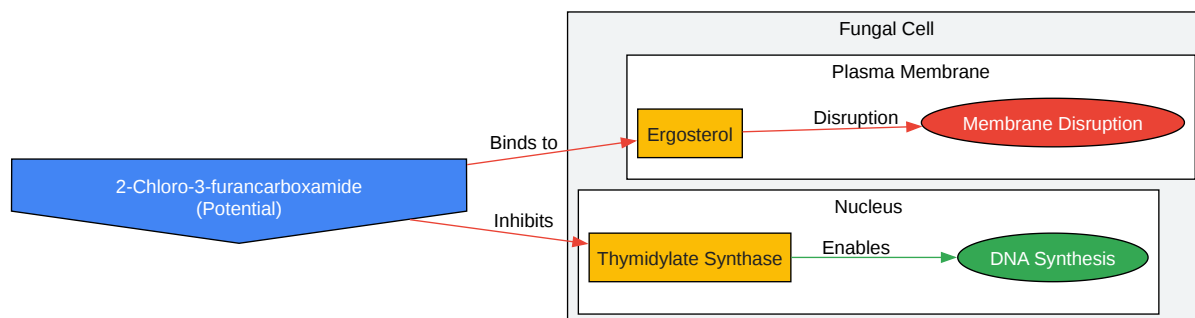 Fungal Cell
Plasma Membrane
Ergosterol
Disruption
Membrane Disruption
Binds to
2-Chloro-3-furancarboxamide
(Potential)
Inhibits
Nucleus
Thymidylate Synthase
Enables
DNA Synthesis